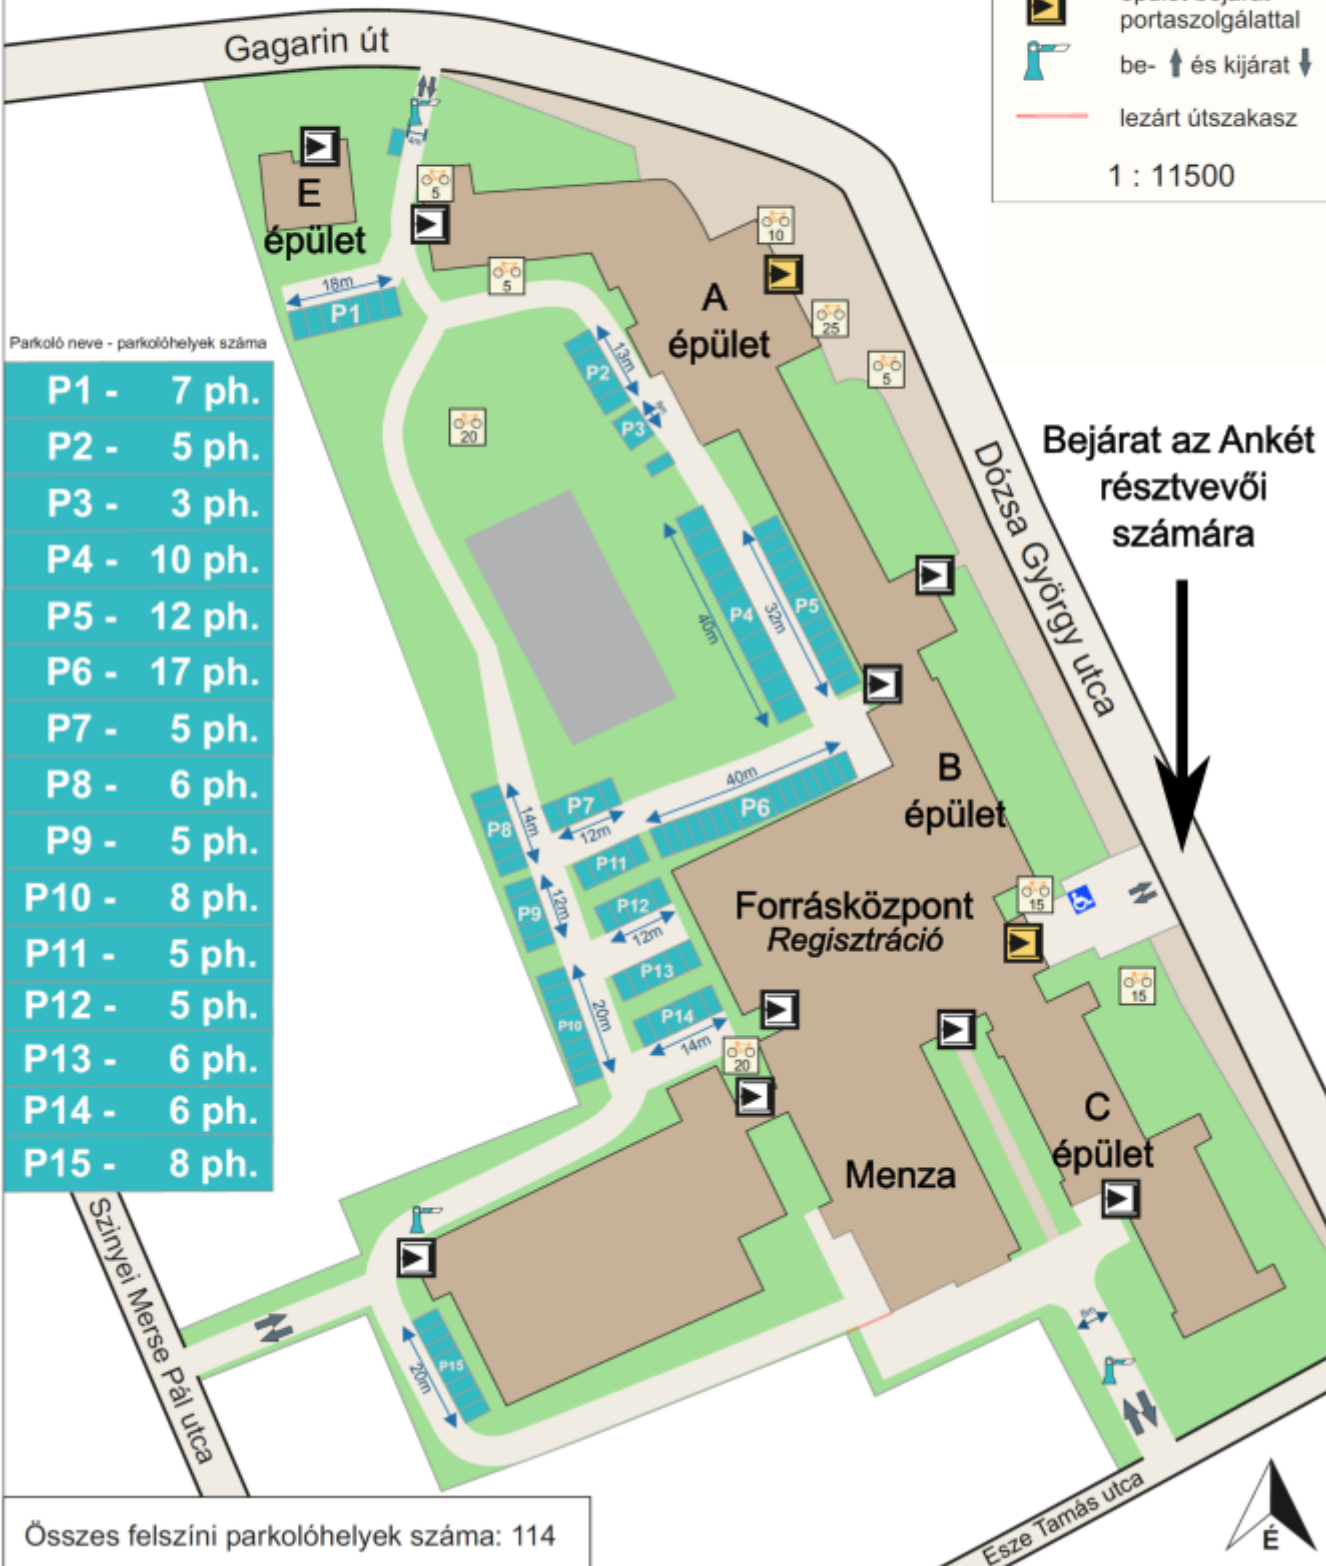 Gagarin út
épület bejárat
portaszolgálattal
be- és kijárat
lezárt útszakasz
1 : 11500
4m
E
épület
5
10
5
25
5
18m
P1
A
épület
13m
P2
P3
20
Parkoló neve - parkolóhelyek száma
P1 - 7 ph.
P2 - 5 ph.
P3 - 3 ph.
P4 - 10 ph.
P5 - 12 ph.
P6 - 17 ph.
P7 - 5 ph.
P8 - 6 ph.
P9 - 5 ph.
P10 - 8 ph.
P11 - 5 ph.
P12 - 5 ph.
P13 - 6 ph.
P14 - 6 ph.
P15 - 8 ph.
Bejárat az Ankét
résztvevői
számára
Dózsa György utca
P4
P5
40m
32m
B
épület
40m
P6
P7
12m
P8
14m
P11
P9
12m
P12
12m
P13
P10
20m
P14
14m
20
Forrásközpont
Regisztráció
15
15
C
épület
Menza
Szinyei Merse Pál utca
P15
20m
6m
Esze Tamás utca
É
Összes felszíni parkolóhelyek száma: 114